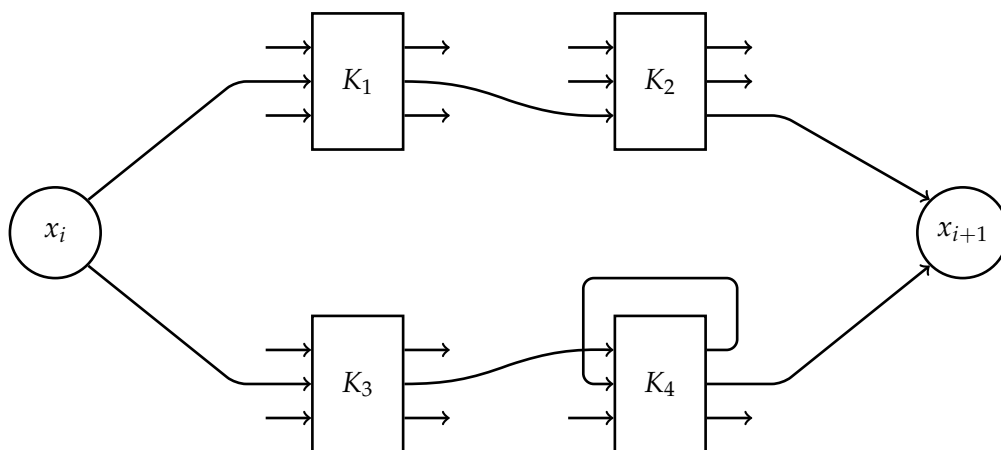 K₁ K₂
xᵢ xᵢ₊₁
K₃ K₄